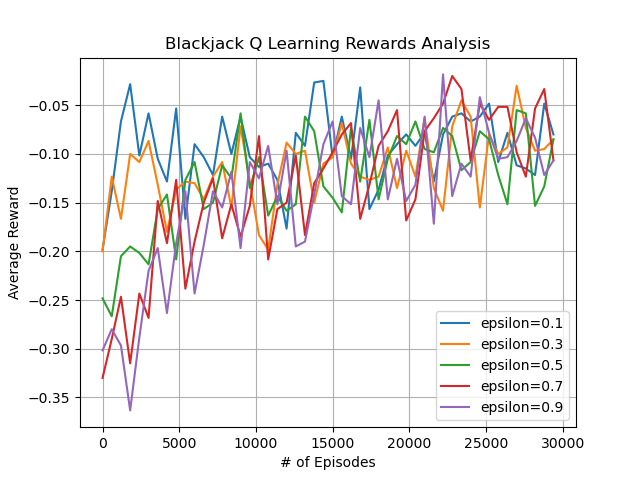 Blackjack Q Learning Rewards Analysis
Average Reward
−0.05
−0.10
−0.15
−0.20
−0.25
−0.30
−0.35
epsilon=0.1
epsilon=0.3
epsilon=0.5
epsilon=0.7
epsilon=0.9
0 5000 10000 15000 20000 25000 30000
# of Episodes